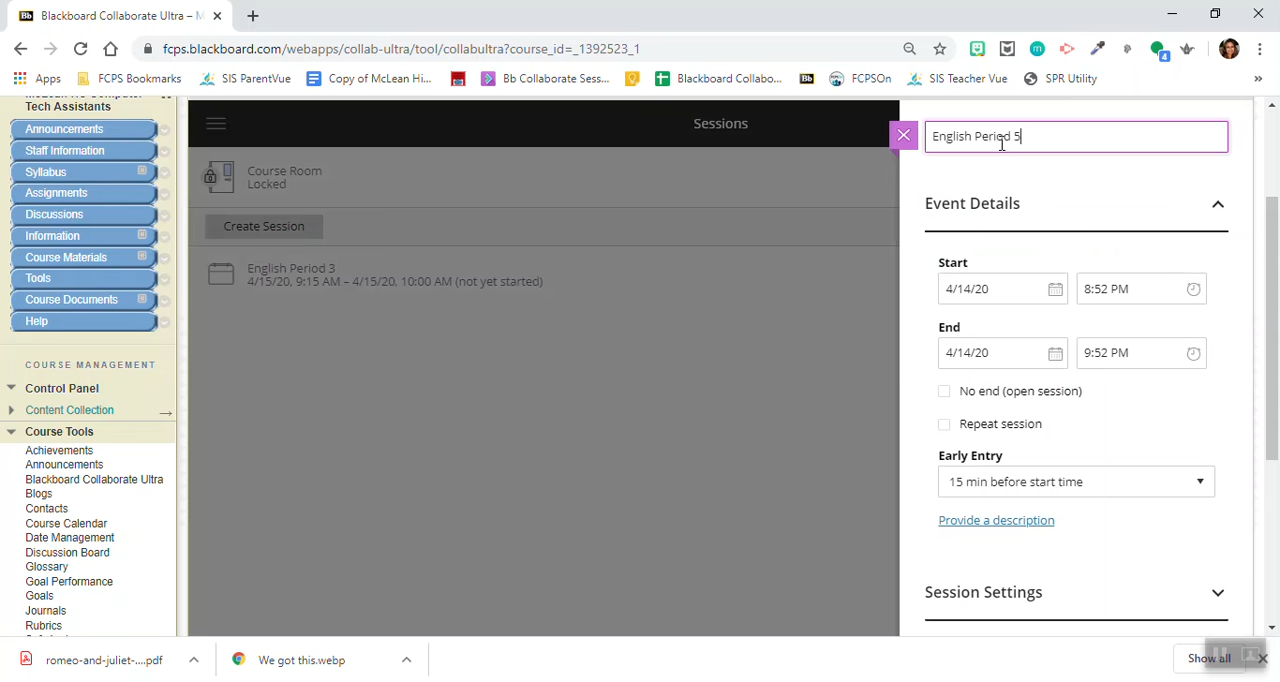 Blackboard Collaborate Ultra – M
fcps.blackboard.com/webapps/collab-ultra/tool/collabultra?course_id=_1392523_1
Apps FCPS Bookmarks SIS ParentVue Copy of McLean Hi... Bb Collaborate Sess... Blackboard Collabo... Bb FCPSOn SIS Teacher Vue SPR Utility »
Tech Assistants
Announcements
Staff Information
Syllabus
Assignments
Discussions
Information
Course Materials
Tools
Course Documents
Help
COURSE MANAGEMENT
Control Panel
Content Collection
Course Tools
Achievements
Announcements
Blackboard Collaborate Ultra
Blogs
Contacts
Course Calendar
Date Management
Discussion Board
Glossary
Goal Performance
Goals
Journals
Rubrics
Sessions
Course Room
Locked
Create Session
English Period 3
4/15/20, 9:15 AM – 4/15/20, 10:00 AM (not yet started)
English Period 5
Event Details
Start
4/14/20 8:52 PM
End
4/14/20 9:52 PM
No end (open session)
Repeat session
Early Entry
15 min before start time
Provide a description
Session Settings
romeo-and-juliet-....pdf
We got this.webp
Show all